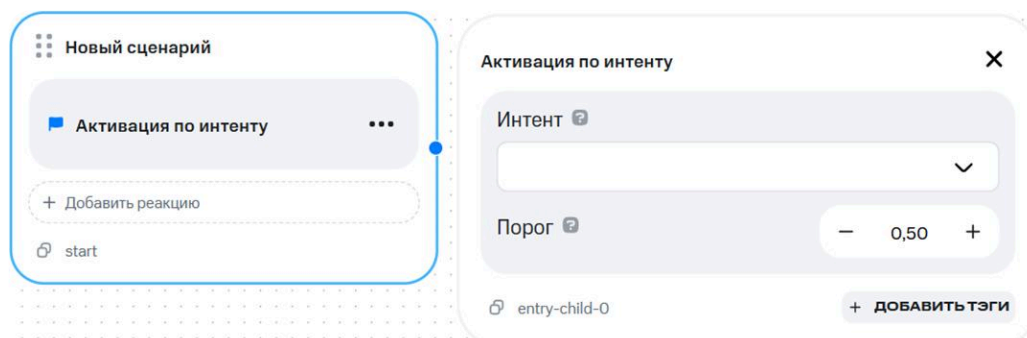 Новый сценарий
Активация по интенту
+ Добавить реакцию
start
Активация по интенту
Интент ?
Порог ?
− 0,50 +
entry-child-0
+ ДОБАВИТЬ ТЭГИ